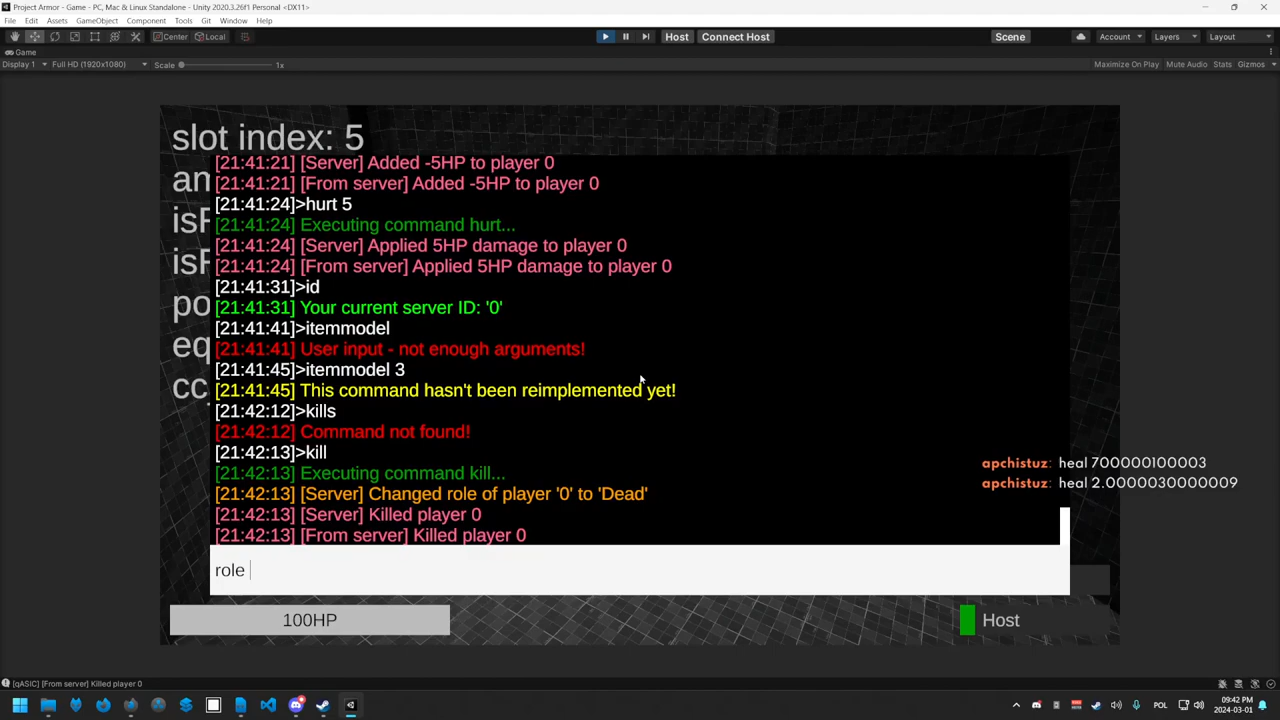 Project Armor - Game - PC, Mac & Linux Standalone - Unity 2020.3.26f1 Personal <DX11>
File Edit Assets GameObject Component Tools Git Window Help
Center Local Host Connect Host Scene Account Layers Layout
Game
Display 1 Full HD (1920x1080) Scale 1x Maximize On Play Mute Audio Stats Gizmos
slot index: 5
am
isF
isF
po
eq
cc
[21:41:21] [Server] Added -5HP to player 0
[21:41:21] [From server] Added -5HP to player 0
[21:41:24]>hurt 5
[21:41:24] Executing command hurt...
[21:41:24] [Server] Applied 5HP damage to player 0
[21:41:24] [From server] Applied 5HP damage to player 0
[21:41:31]>id
[21:41:31] Your current server ID: '0'
[21:41:41]>itemmodel
[21:41:41] User input - not enough arguments!
[21:41:45]>itemmodel 3
[21:41:45] This command hasn't been reimplemented yet!
[21:42:12]>kills
[21:42:12] Command not found!
[21:42:13]>kill
[21:42:13] Executing command kill...
[21:42:13] [Server] Changed role of player '0' to 'Dead'
[21:42:13] [Server] Killed player 0
[21:42:13] [From server] Killed player 0
role
apchistuz: heal 700000100003
apchistuz: heal 2.0000030000009
100HP
Host
[qASIC] [From server] Killed player 0
POL
09:42 PM
2024-03-01